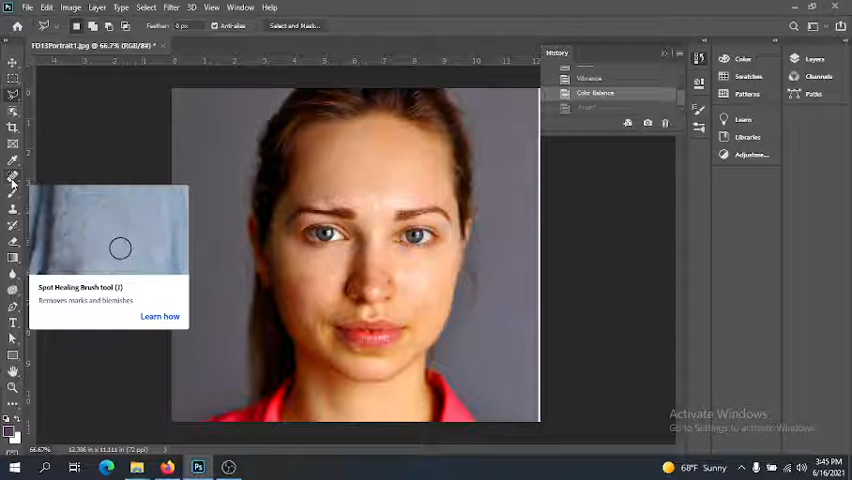 Ps File Edit Image Layer Type Select Filter 3D View Window Help
Feather: 0 px Anti-alias Select and Mask...
FD13Portrait1.jpg @ 66.7% (RGB/8#) *
History
Vibrance
Color Balance
Color
Swatches
Patterns
Learn
Libraries
Adjustme...
Layers
Channels
Paths
Spot Healing Brush tool (J)
Removes marks and blemishes
Learn how
Activate Windows
Go to Settings to activate Windows.
66.67% 12.306 in x 11.111 in (72 ppi)
Ps
68°F Sunny
3:45 PM
6/16/2021